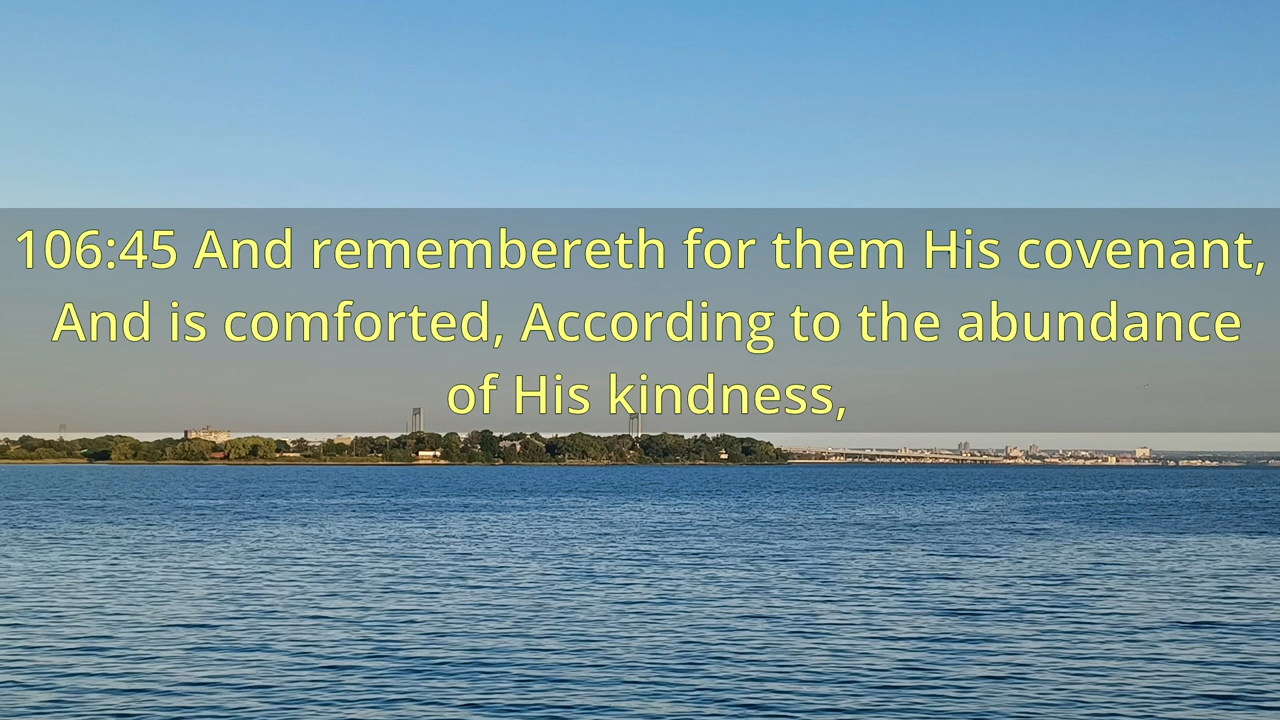 106:45 And remembereth for them His covenant,
And is comforted, According to the abundance
of His kindness,